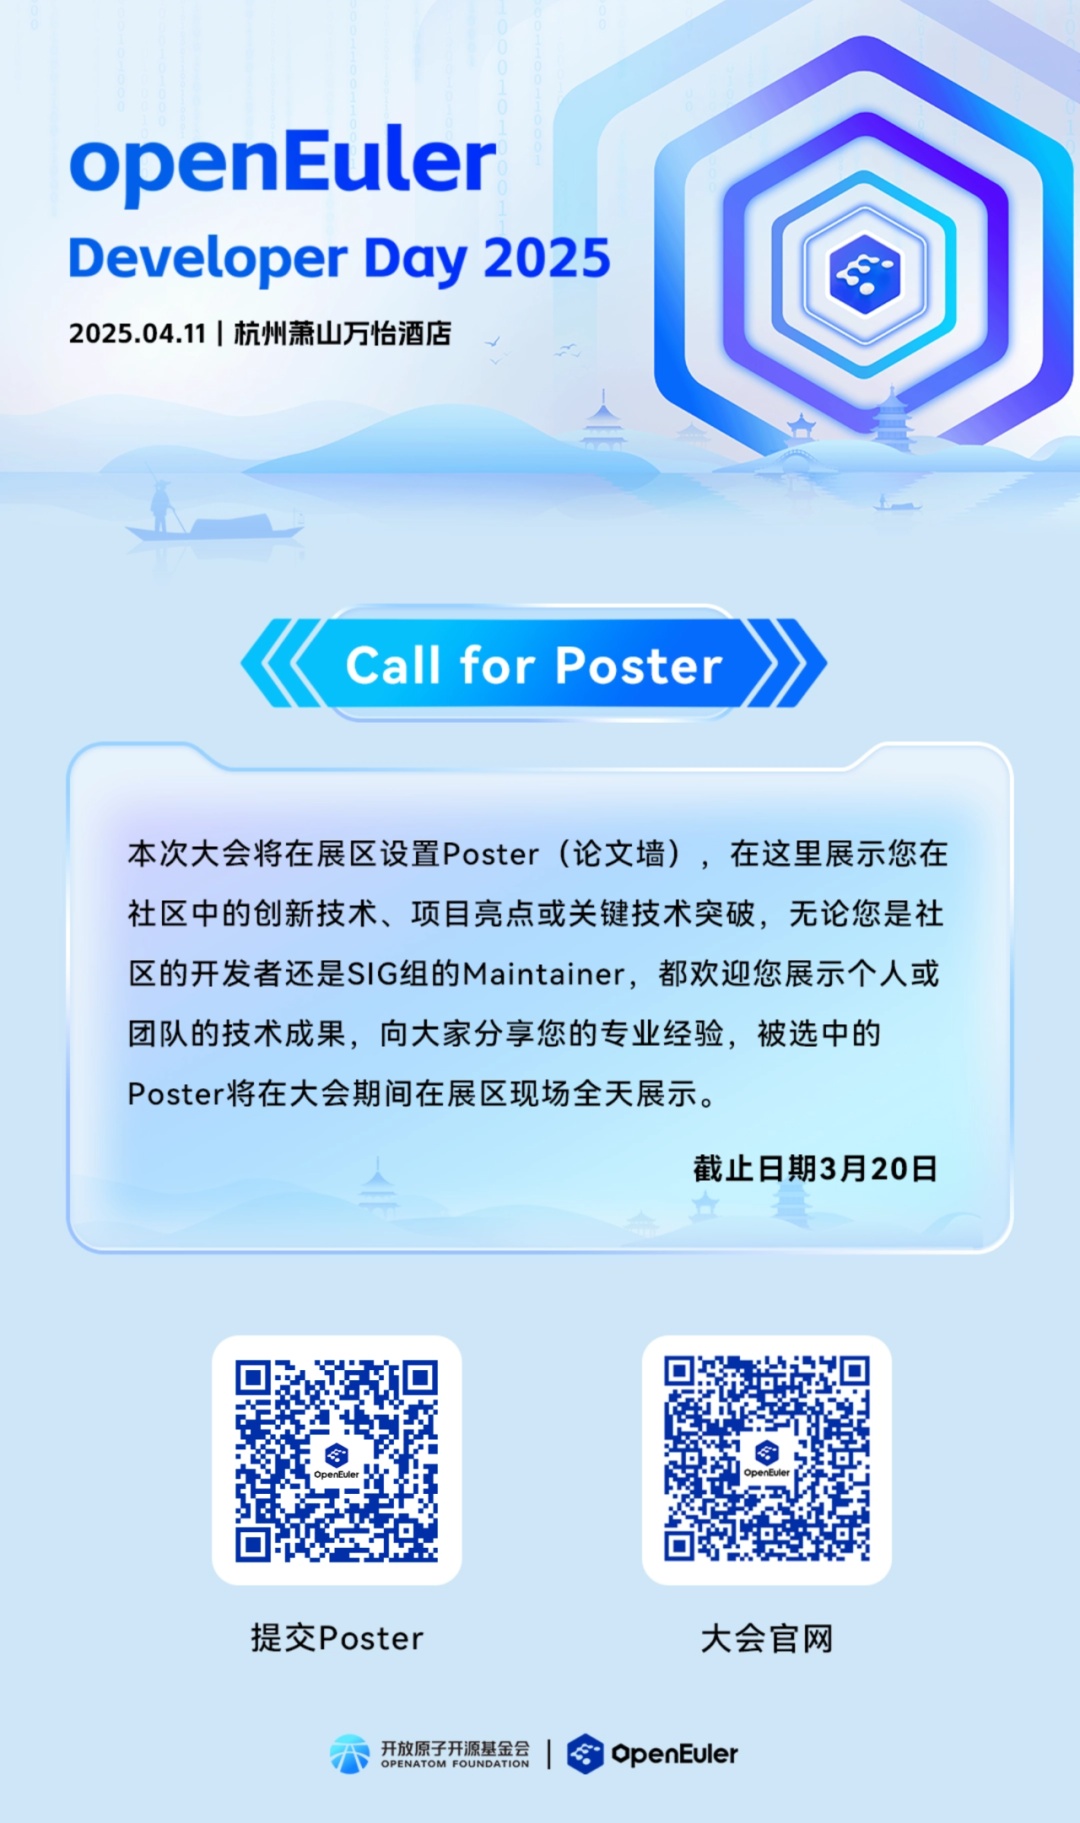 openEuler
Developer Day 2025
2025.04.11 | 杭州萧山万怡酒店
Call for Poster
本次大会将在展区设置Poster（论文墙），在这里展示您在
社区中的创新技术、项目亮点或关键技术突破，无论您是社
区的开发者还是SIG组的Maintainer，都欢迎您展示个人或
团队的技术成果，向大家分享您的专业经验，被选中的
Poster将在大会期间在展区现场全天展示。
截止日期3月20日
OpenEuler
OpenEuler
提交Poster
大会官网
开放原子开源基金会
OPENATOM FOUNDATION
OpenEuler